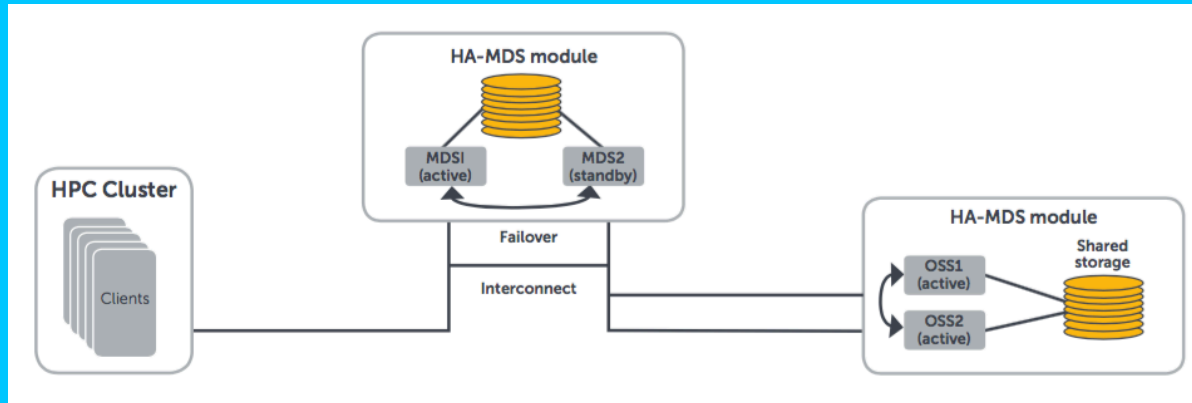 HA-MDS module
MDSI
(active)
MDS2
(standby)
HPC Cluster
Clients
Failover
Interconnect
HA-MDS module
Shared
storage
OSS1
(active)
OSS2
(active)